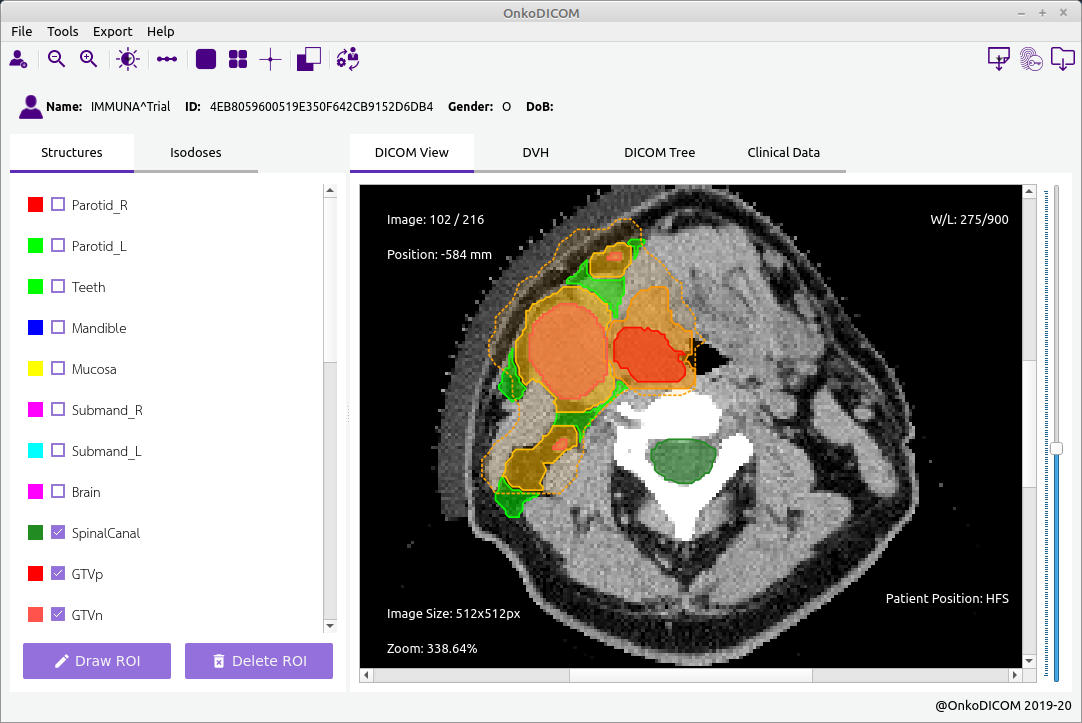 OnkoDICOM
File Tools Export Help
Name: IMMUNA^Trial ID: 4EB8059600519E350F642CB9152D6DB4 Gender: O DoB:
Structures Isodoses
DICOM View DVH DICOM Tree Clinical Data
Parotid_R
Parotid_L
Teeth
Mandible
Mucosa
Submand_R
Submand_L
Brain
SpinalCanal
GTVp
GTVn
Draw ROI Delete ROI
Image: 102 / 216
W/L: 275/900
Position: -584 mm
Patient Position: HFS
Image Size: 512x512px
Zoom: 338.64%
@OnkoDICOM 2019-20